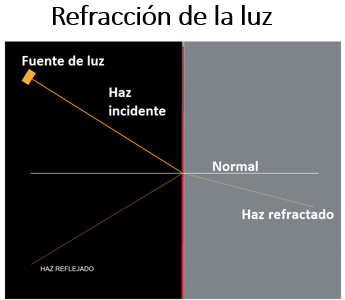 Refracción de la luz
Fuente de luz
Haz
incidente
Normal
Haz refractado
HAZ REFLEJADO